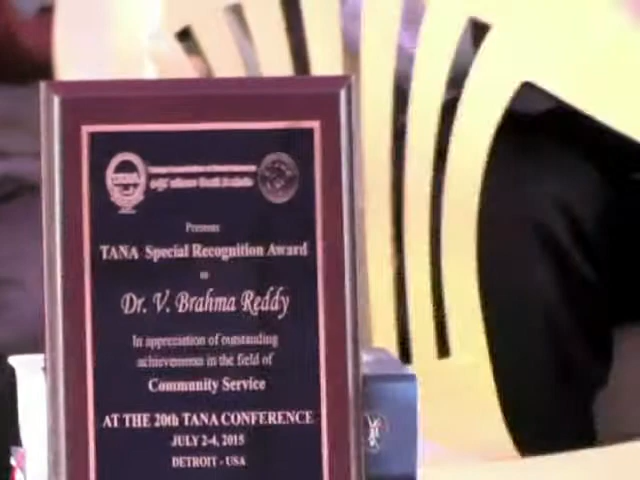 Presents
TANA Special Recognition Award
to
Dr. V. Brahma Reddy
In appreciation of outstanding
achievements in the field of
Community Service
AT THE 20th TANA CONFERENCE
JULY 2-4, 2015
DETROIT - USA